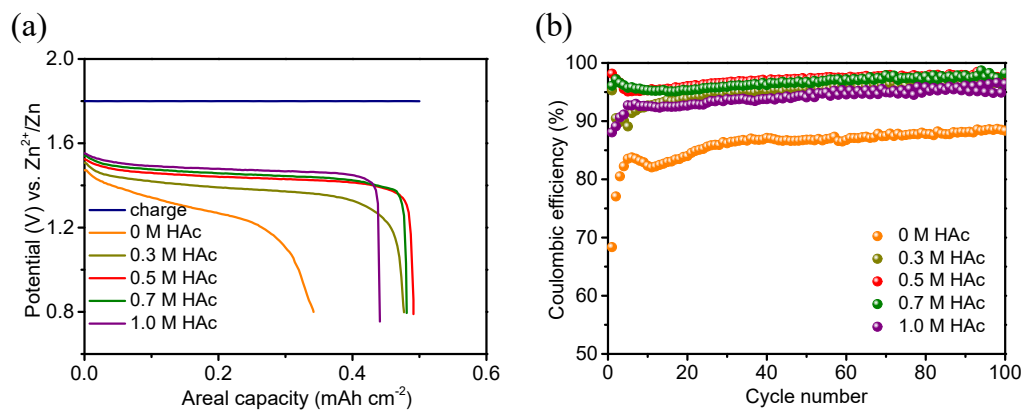 (a)
2.0
1.6
1.2
0.8
Potential (V) vs. Zn²⁺/Zn
charge
0 M HAc
0.3 M HAc
0.5 M HAc
0.7 M HAc
1.0 M HAc
0.0
0.2
0.4
0.6
Areal capacity (mAh cm⁻²)
(b)
100
90
80
70
60
50
Coulombic efficiency (%)
0 M HAc
0.3 M HAc
0.5 M HAc
0.7 M HAc
1.0 M HAc
0
20
40
60
80
100
Cycle number